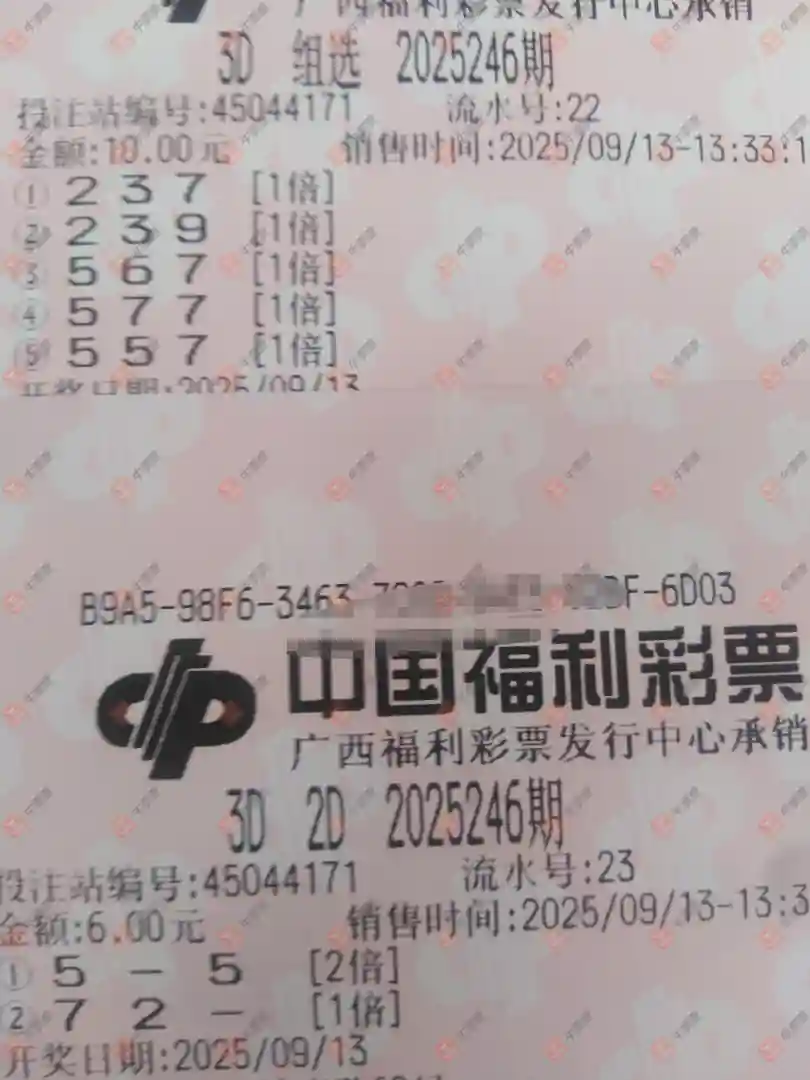 广西福利彩票发行中心承销
3D 组选 2025246期
投注站编号:45044171 流水号:22
金额:10.00元 销售时间:2025/09/13-13:33:1
① 2 3 7 [1倍]
② 2 3 9 [1倍]
③ 5 6 7 [1倍]
④ 5 7 7 [1倍]
⑤ 5 5 7 [1倍]
开奖日期:2025/09/13
B9A5-98F6-3463- F-6D03
中国福利彩票
广西福利彩票发行中心承销
3D 2D 2025246期
投注站编号:45044171 流水号:23
金额:6.00元 销售时间:2025/09/13-13:3
① 5 - 5 [2倍]
② 7 2 - [1倍]
开奖日期:2025/09/13